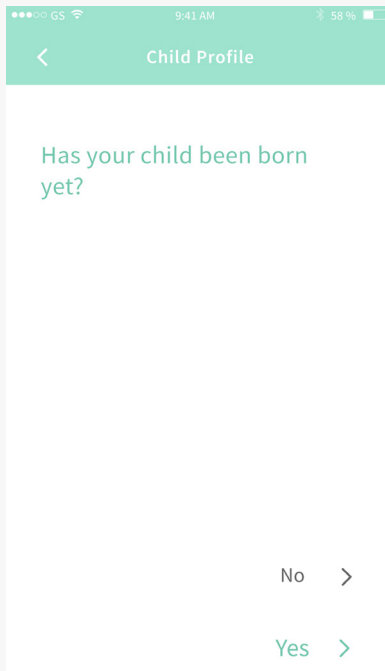 GS 9:41 AM 58 %
Child Profile
Has your child been born
yet?
No
Yes